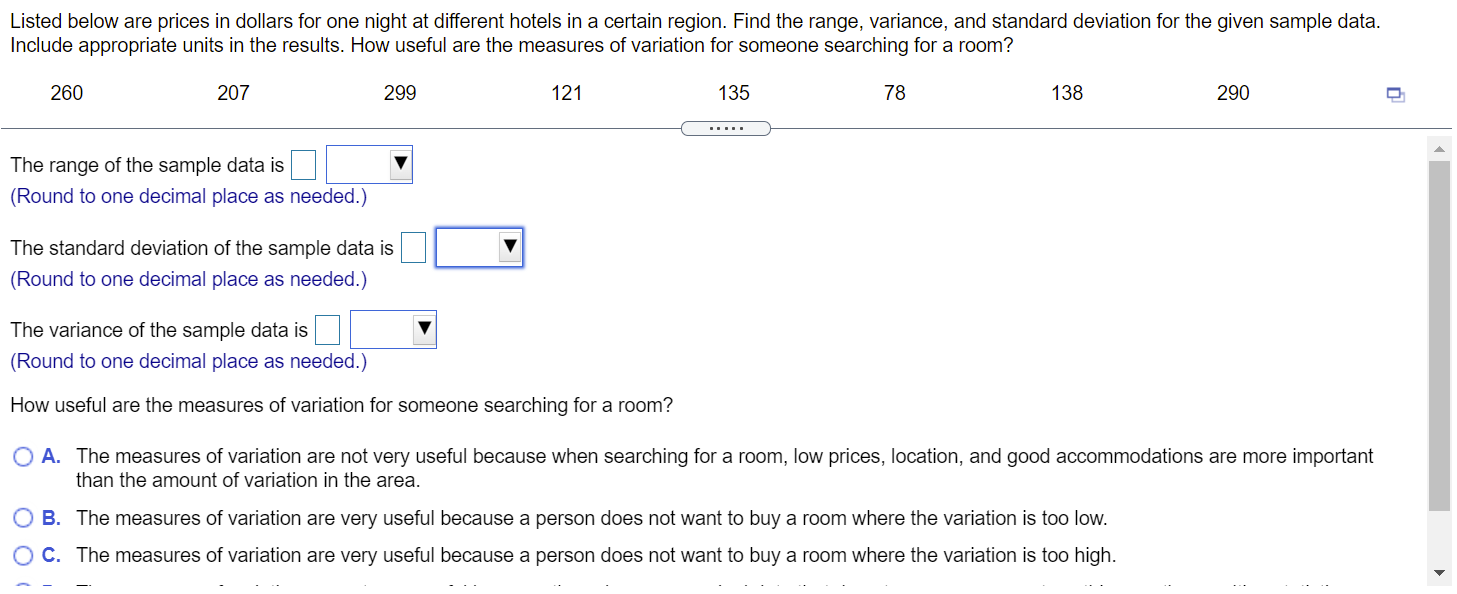 Listed below are prices in dollars for one night at different hotels in a certain region. Find the range, variance, and standard deviation for the given sample data.
Include appropriate units in the results. How useful are the measures of variation for someone searching for a room?
260 207 299 121 135 78 138 290
The range of the sample data is
(Round to one decimal place as needed.)
The standard deviation of the sample data is
(Round to one decimal place as needed.)
The variance of the sample data is
(Round to one decimal place as needed.)
How useful are the measures of variation for someone searching for a room?
A. The measures of variation are not very useful because when searching for a room, low prices, location, and good accommodations are more important
than the amount of variation in the area.
B. The measures of variation are very useful because a person does not want to buy a room where the variation is too low.
C. The measures of variation are very useful because a person does not want to buy a room where the variation is too high.